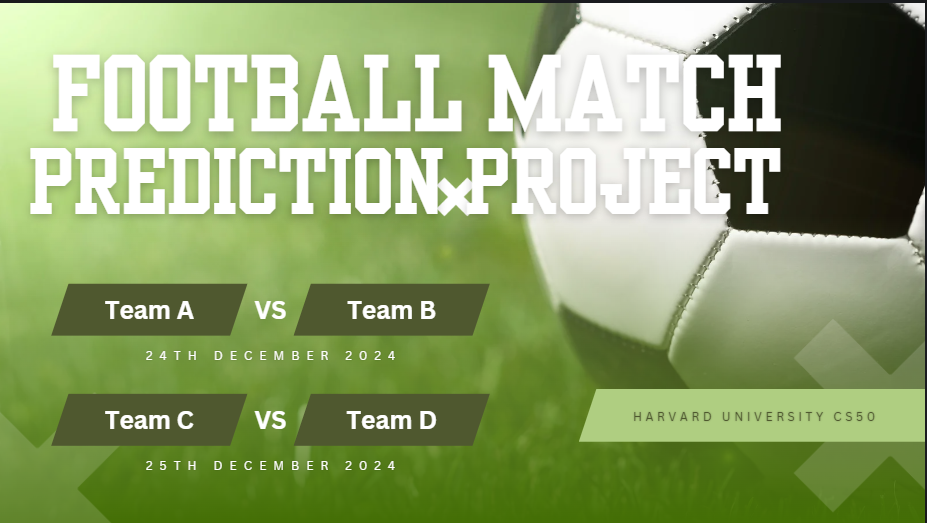 FOOTBALL MATCH
PREDICTION PROJECT
Team A VS Team B
24TH DECEMBER 2024
Team C VS Team D
25TH DECEMBER 2024
HARVARD UNIVERSITY CS50